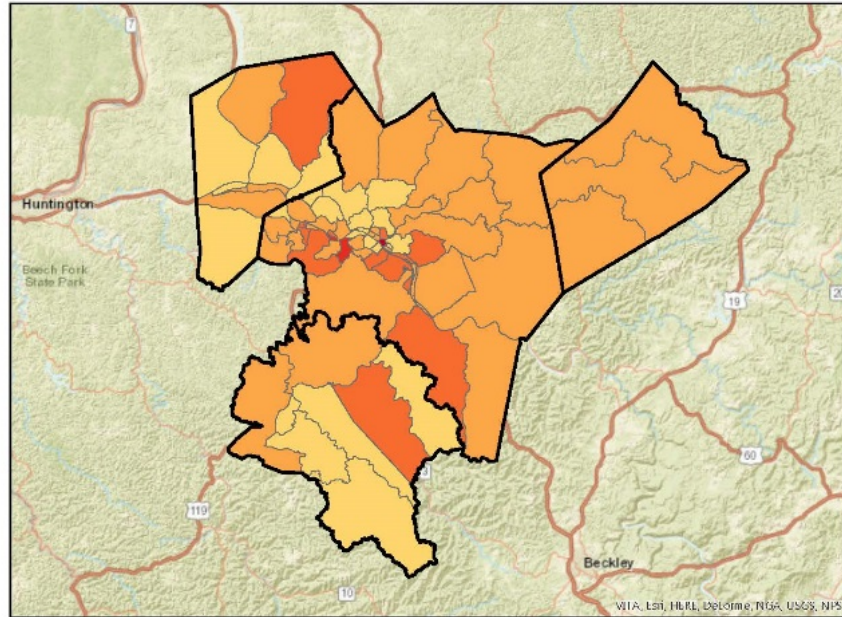 7
Huntington
Beech Fork
State Park
19
20
60
3
119
Beckley
10
VITA, Esri, HERE, DeLorme, NGA, USGS, NPS